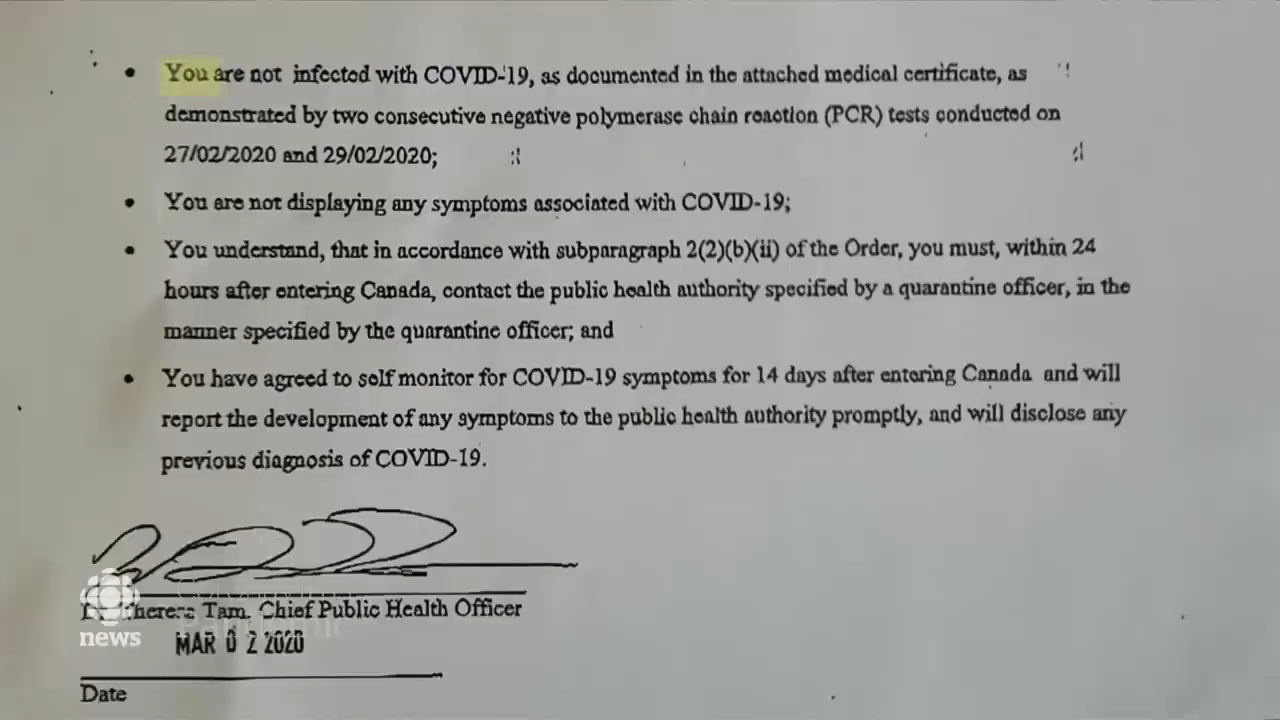 You are not infected with COVID-19, as documented in the attached medical certificate, as
demonstrated by two consecutive negative polymerase chain reaction (PCR) tests conducted on
27/02/2020 and 29/02/2020;
You are not displaying any symptoms associated with COVID-19;
You understand, that in accordance with subparagraph 2(2)(b)(ii) of the Order, you must, within 24
hours after entering Canada, contact the public health authority specified by a quarantine officer, in the
manner specified by the quarantine officer; and
You have agreed to self monitor for COVID-19 symptoms for 14 days after entering Canada and will
report the development of any symptoms to the public health authority promptly, and will disclose any
previous diagnosis of COVID-19.
Tam, Chief Public Health Officer
news
MAR 02 2020
Date